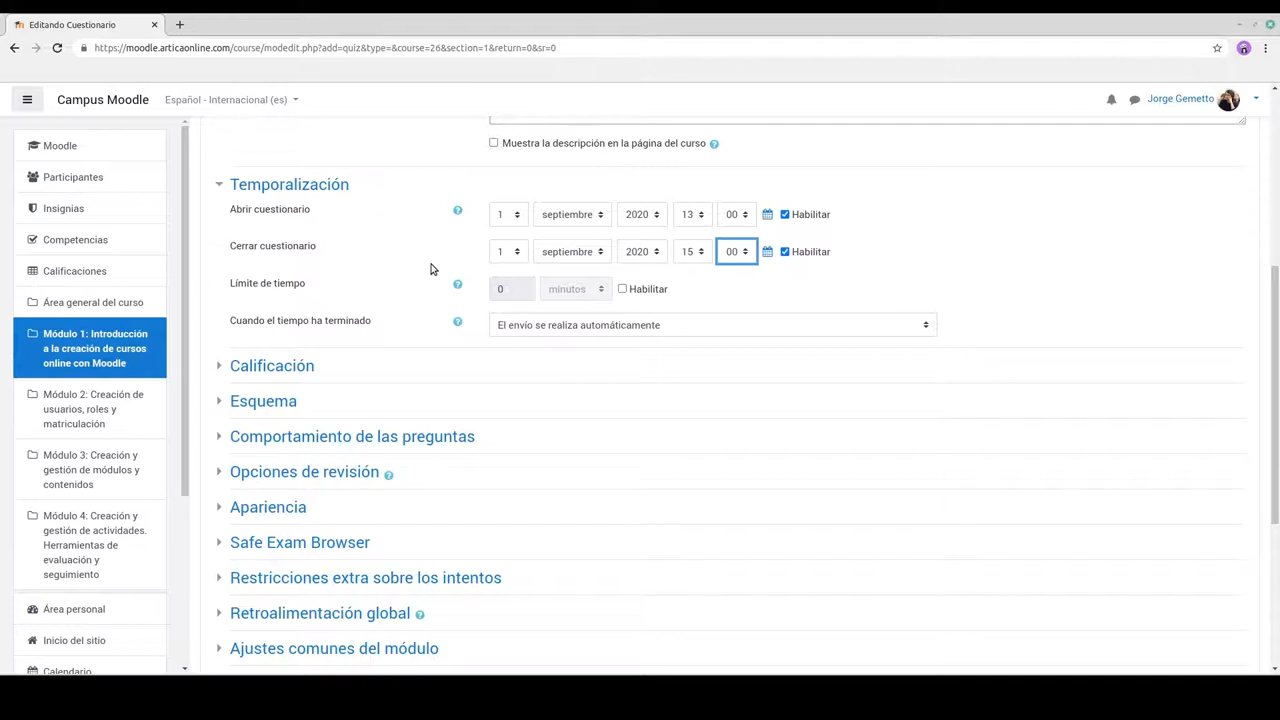 Editando Cuestionario
https://moodle.articaonline.com/course/modedit.php?add=quiz&type=&course=26&section=1&return=0&sr=0
Campus Moodle
Español - Internacional (es)
Jorge Gemetto
Moodle
Participantes
Insignias
Competencias
Calificaciones
Área general del curso
Módulo 1: Introducción
a la creación de cursos
online con Moodle
Módulo 2: Creación de
usuarios, roles y
matriculación
Módulo 3: Creación y
gestión de módulos y
contenidos
Módulo 4: Creación y
gestión de actividades.
Herramientas de
evaluación y
seguimiento
Área personal
Inicio del sitio
Calendario
Muestra la descripción en la página del curso
Temporalización
Abrir cuestionario 1 septiembre 2020 13 00 Habilitar
Cerrar cuestionario 1 septiembre 2020 15 00 Habilitar
Límite de tiempo 0 minutos Habilitar
Cuando el tiempo ha terminado El envío se realiza automáticamente
Calificación
Esquema
Comportamiento de las preguntas
Opciones de revisión
Apariencia
Safe Exam Browser
Restricciones extra sobre los intentos
Retroalimentación global
Ajustes comunes del módulo